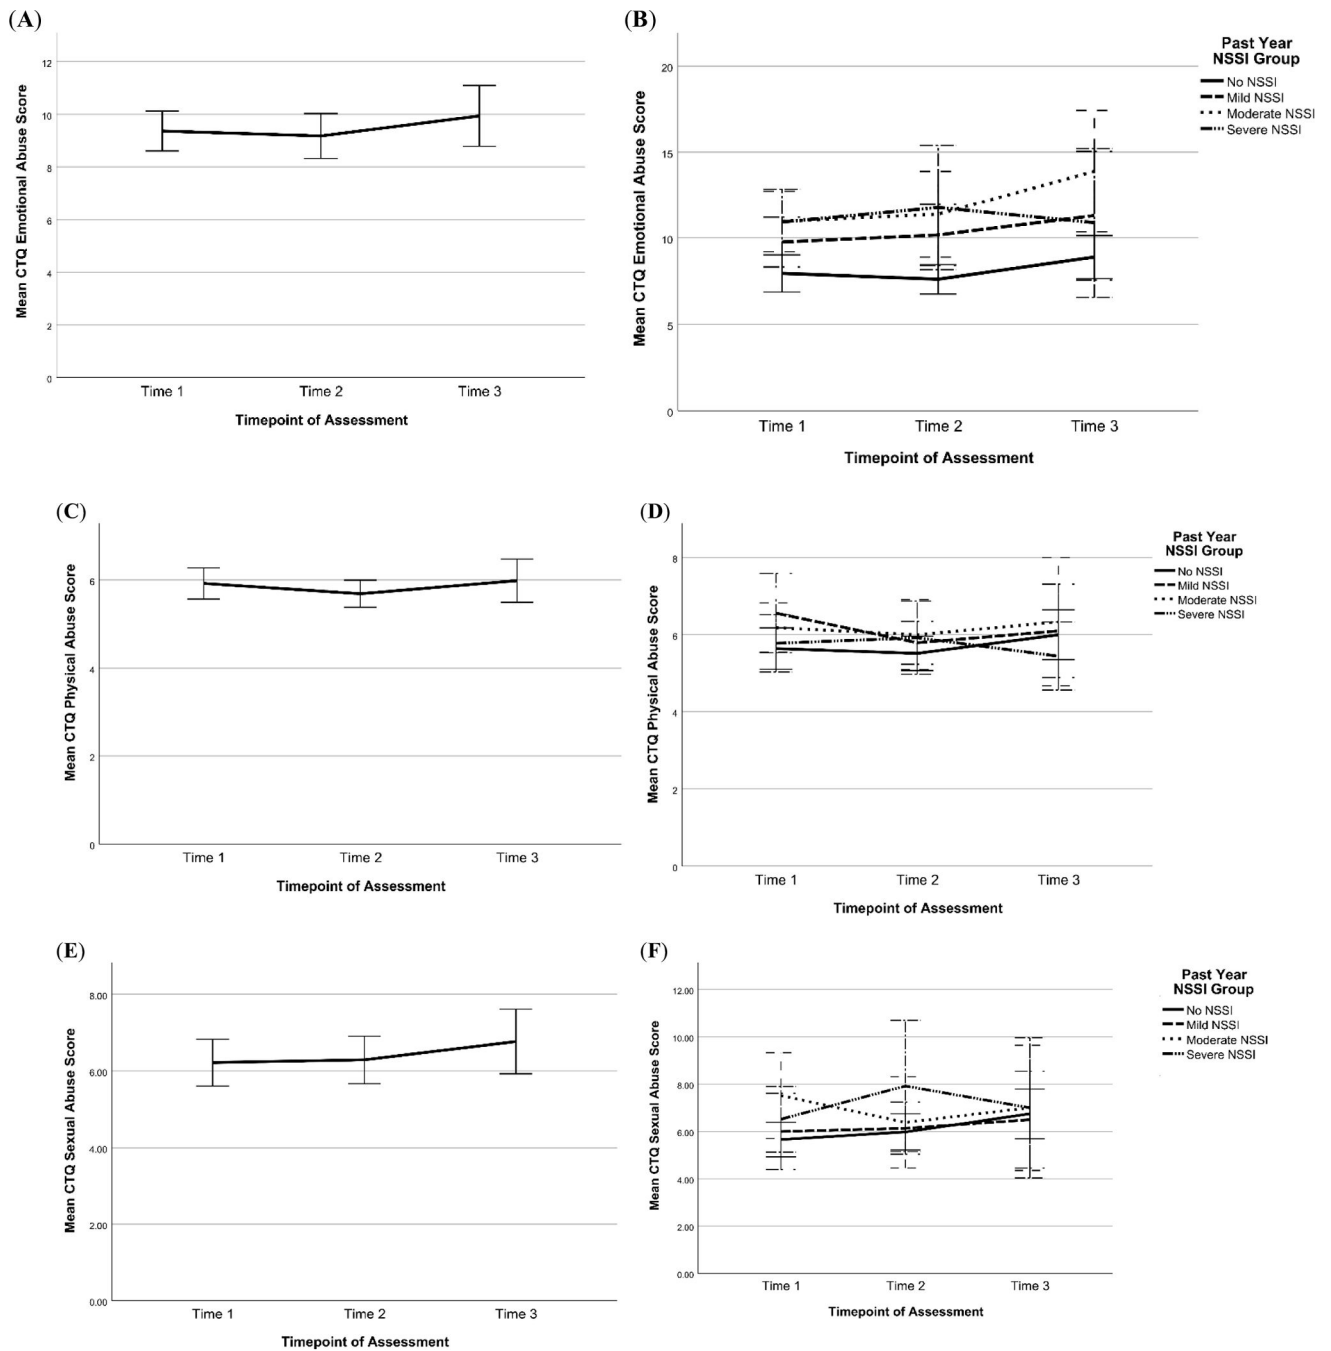 (A)
Mean CTQ Emotional Abuse Score
12
10
8
6
4
2
0
Time 1 Time 2 Time 3
Timepoint of Assessment
(B)
Mean CTQ Emotional Abuse Score
20
15
10
5
0
Time 1 Time 2 Time 3
Timepoint of Assessment
Past Year
NSSI Group
No NSSI
Mild NSSI
Moderate NSSI
Severe NSSI
(C)
Mean CTQ Physical Abuse Score
6
4
2
0
Time 1 Time 2 Time 3
Timepoint of Assessment
(D)
Mean CTQ Physical Abuse Score
8
6
4
2
0
Time 1 Time 2 Time 3
Timepoint of Assessment
Past Year
NSSI Group
No NSSI
Mild NSSI
Moderate NSSI
Severe NSSI
(E)
Mean CTQ Sexual Abuse Score
8.00
6.00
4.00
2.00
0.00
Time 1 Time 2 Time 3
Timepoint of Assessment
(F)
Mean CTQ Sexual Abuse Score
12.00
10.00
8.00
6.00
4.00
2.00
0.00
Time 1 Time 2 Time 3
Timepoint of Assessment
Past Year
NSSI Group
No NSSI
Mild NSSI
Moderate NSSI
Severe NSSI